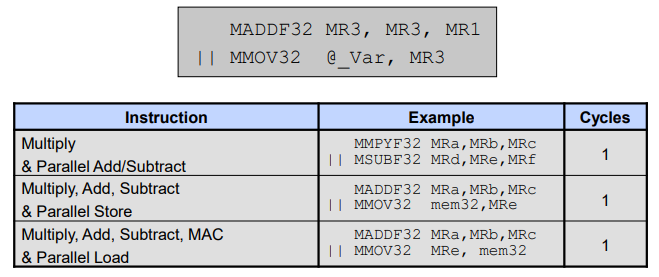 MADDF32 MR3, MR3, MR1
|| MMOV32 @_Var, MR3
Instruction Example Cycles
Multiply
& Parallel Add/Subtract
MMPYF32 MRa,MRb,MRc
|| MSUBF32 MRd,MRe,MRf
1
Multiply, Add, Subtract
& Parallel Store
MADDF32 MRa,MRb,MRc
|| MMOV32 mem32,MRe
1
Multiply, Add, Subtract, MAC
& Parallel Load
MADDF32 MRa,MRb,MRc
|| MMOV32 MRe, mem32
1